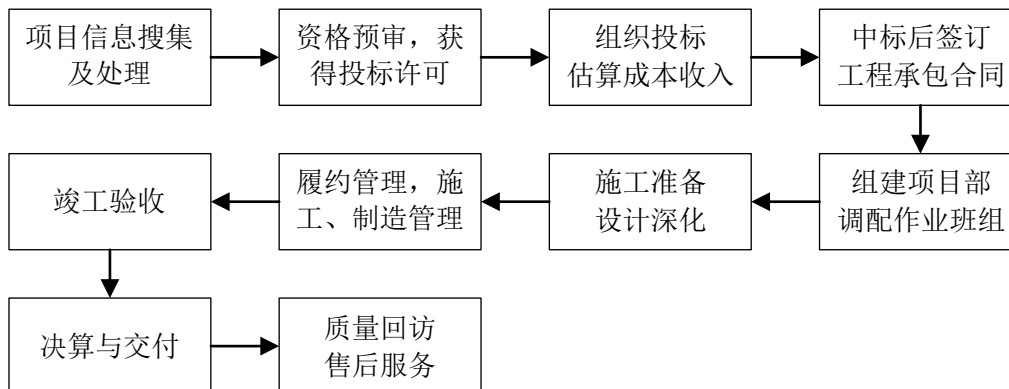 项目信息搜集
及处理
资格预审，获
得投标许可
组织投标
估算成本收入
中标后签订
工程承包合同
组建项目部
调配作业班组
施工准备
设计深化
履约管理，施
工、制造管理
竣工验收
决算与交付
质量回访
售后服务